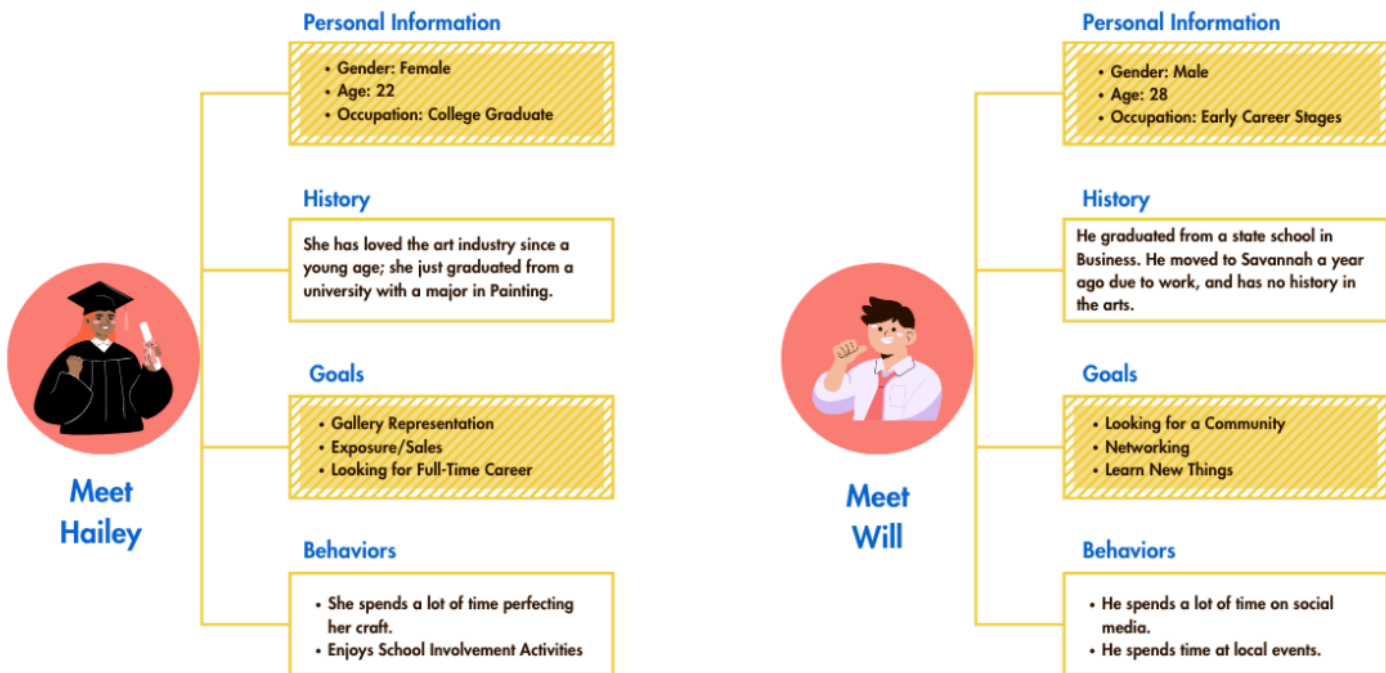 Personal Information
• Gender: Female
• Age: 22
• Occupation: College Graduate
History
She has loved the art industry since a
young age; she just graduated from a
university with a major in Painting.
Goals
• Gallery Representation
• Exposure/Sales
• Looking for Full-Time Career
Meet
Hailey
Behaviors
• She spends a lot of time perfecting
her craft.
• Enjoys School Involvement Activities
Personal Information
• Gender: Male
• Age: 28
• Occupation: Early Career Stages
History
He graduated from a state school in
Business. He moved to Savannah a year
ago due to work, and has no history in
the arts.
Goals
• Looking for a Community
• Networking
• Learn New Things
Meet
Will
Behaviors
• He spends a lot of time on social
media.
• He spends time at local events.